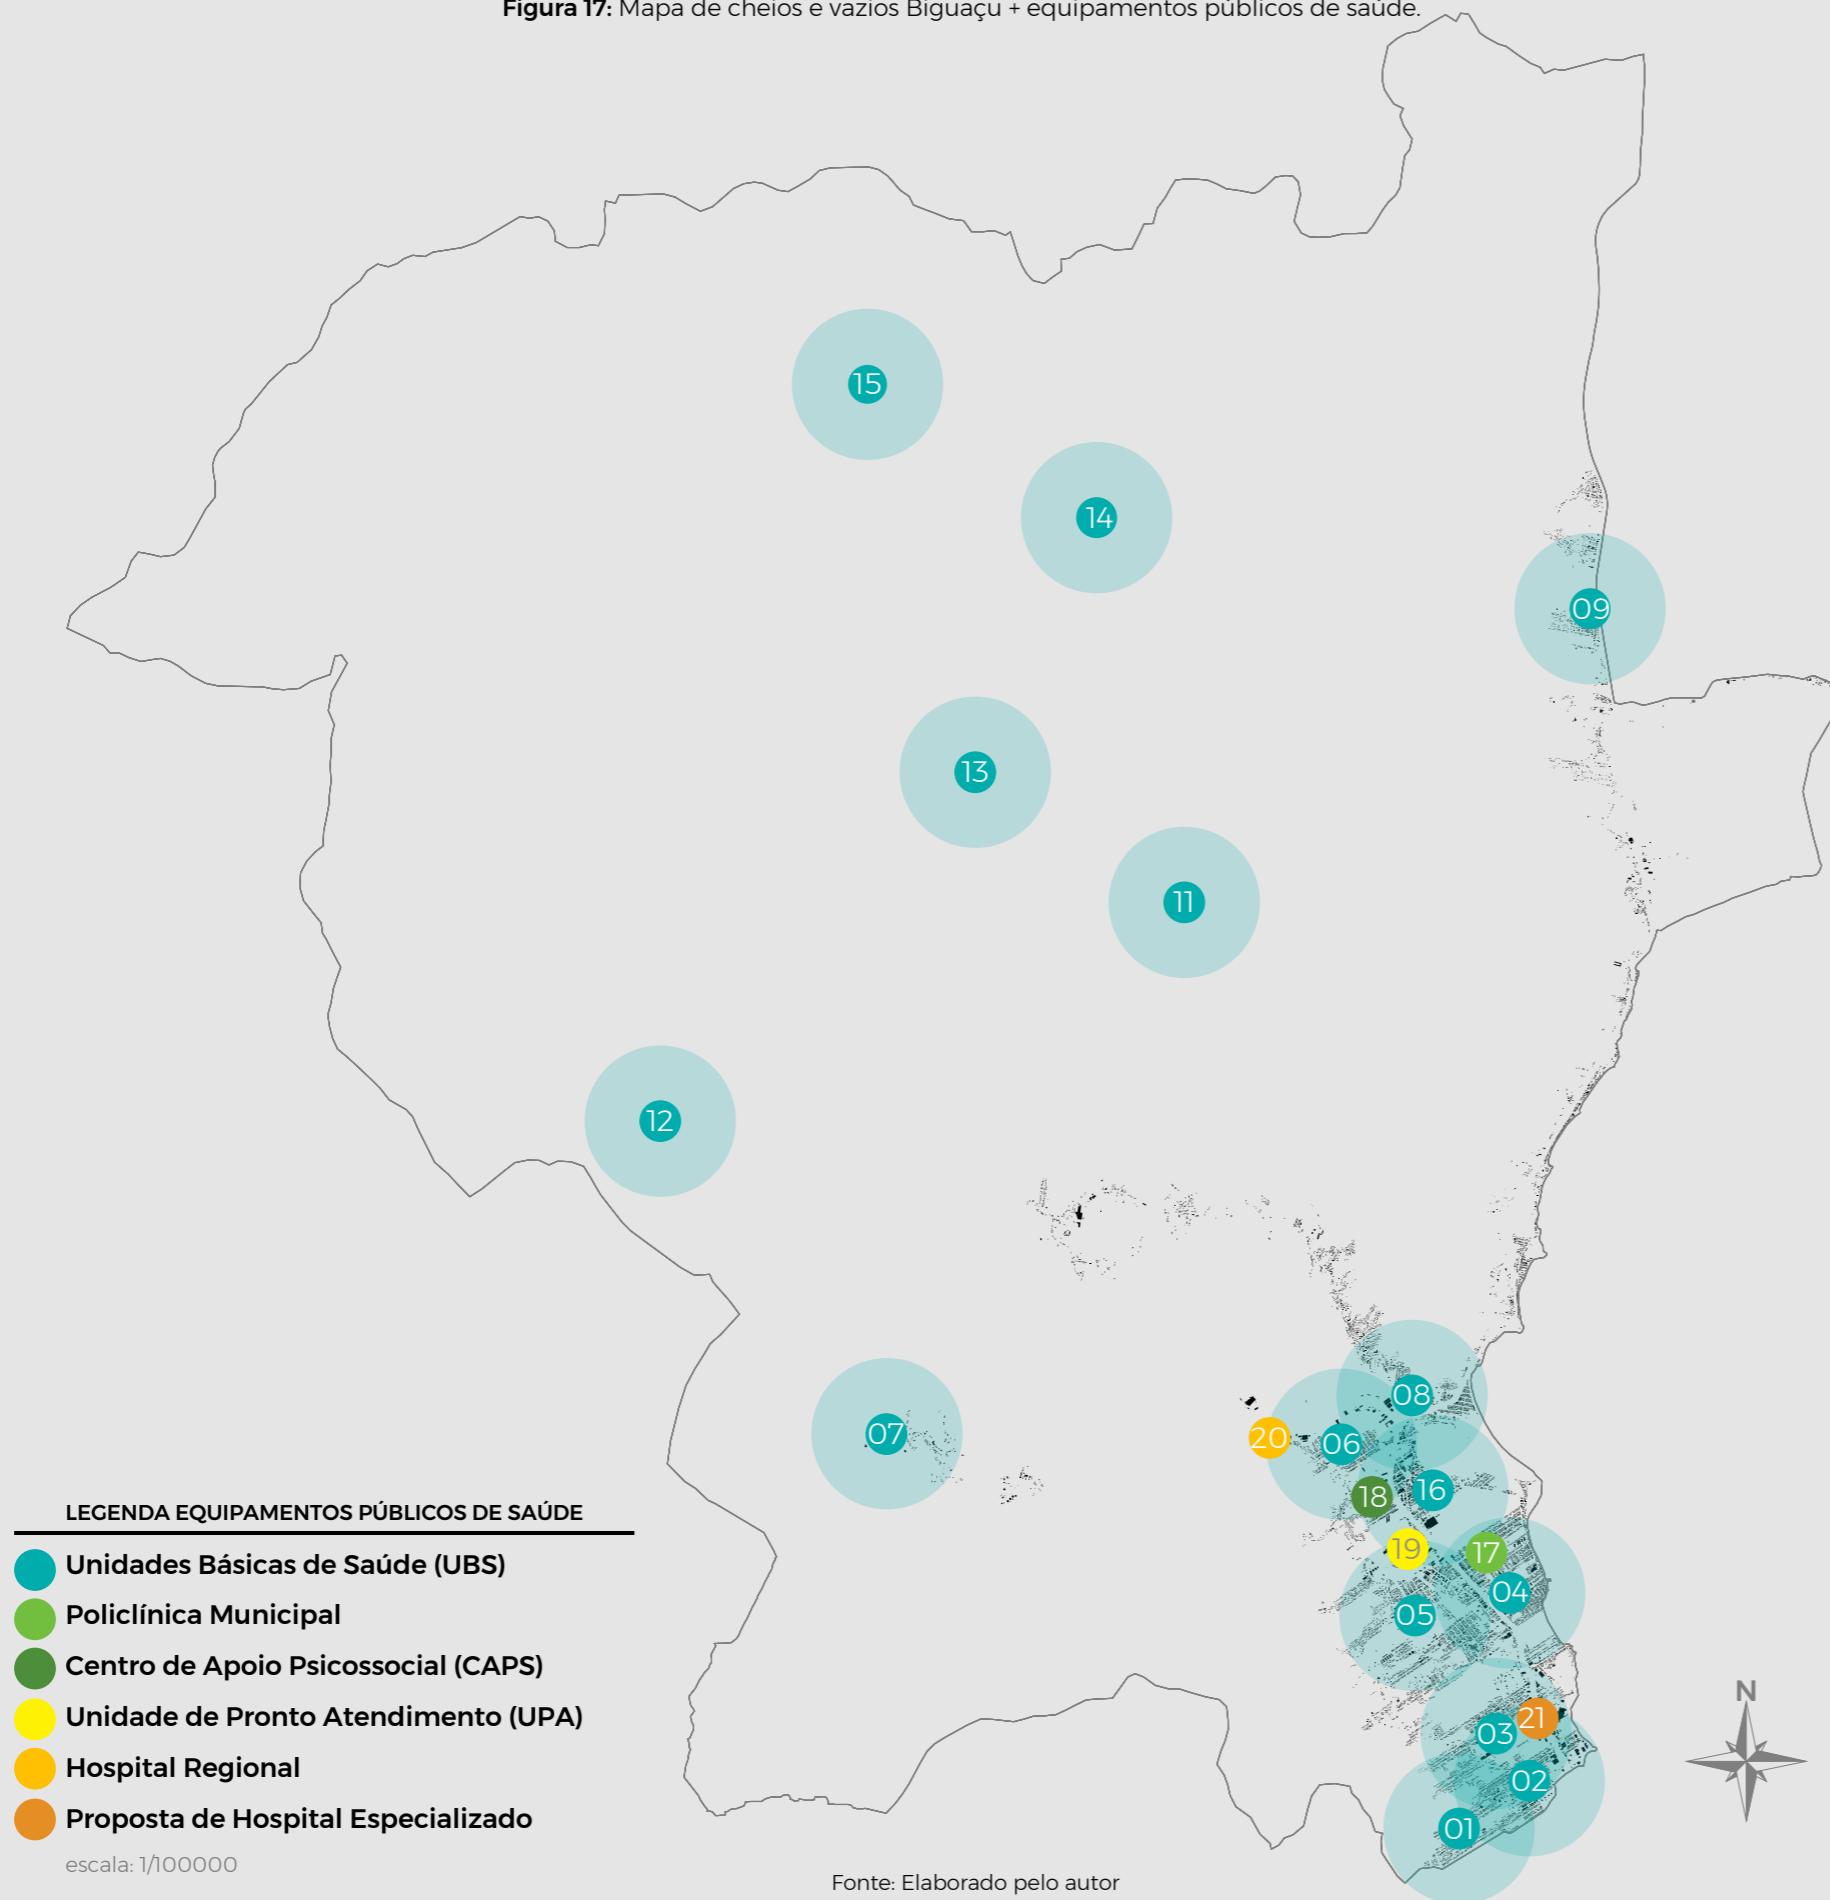 Figura 17: Mapa de cheios e vazios Biguaçu + equipamentos públicos de saúde.
15
14
09
13
11
12
08
07
20
06
16
18
19
17
04
05
21
03
02
01
N
LEGENDA EQUIPAMENTOS PÚBLICOS DE SAÚDE
Unidades Básicas de Saúde (UBS)
Policlínica Municipal
Centro de Apoio Psicossocial (CAPS)
Unidade de Pronto Atendimento (UPA)
Hospital Regional
Proposta de Hospital Especializado
escala: 1/100000
Fonte: Elaborado pelo autor